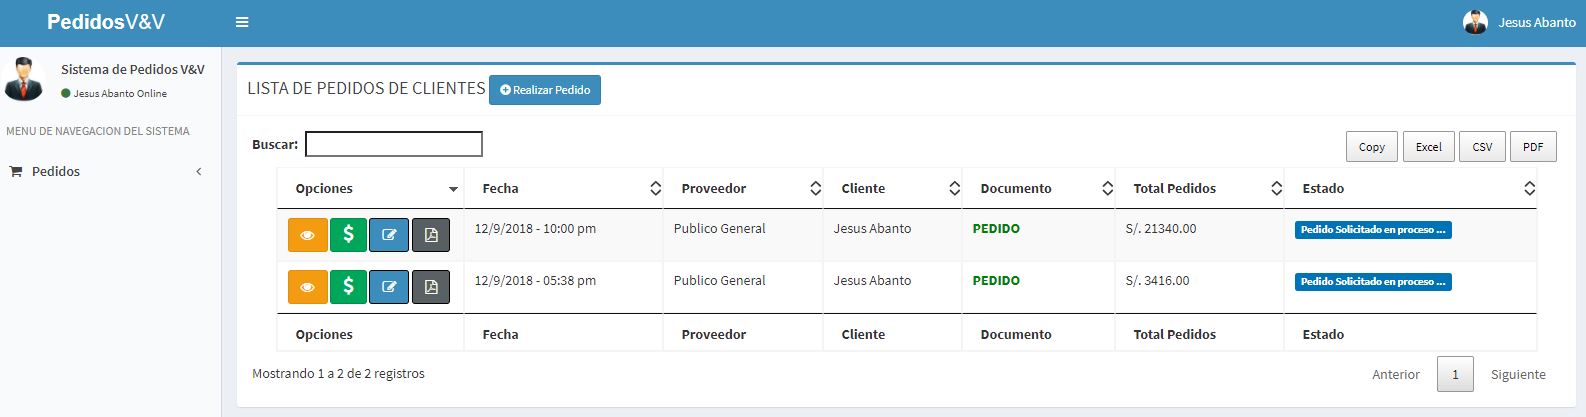 PedidosV&V
Jesus Abanto
Sistema de Pedidos V&V
Jesus Abanto Online
MENU DE NAVEGACION DEL SISTEMA
Pedidos
LISTA DE PEDIDOS DE CLIENTES Realizar Pedido
Buscar:
Copy Excel CSV PDF
Opciones Fecha Proveedor Cliente Documento Total Pedidos Estado
$ 12/9/2018 - 10:00 pm Publico General Jesus Abanto PEDIDO S/. 21340.00 Pedido Solicitado en proceso ...
$ 12/9/2018 - 05:38 pm Publico General Jesus Abanto PEDIDO S/. 3416.00 Pedido Solicitado en proceso ...
Opciones Fecha Proveedor Cliente Documento Total Pedidos Estado
Mostrando 1 a 2 de 2 registros
Anterior 1 Siguiente